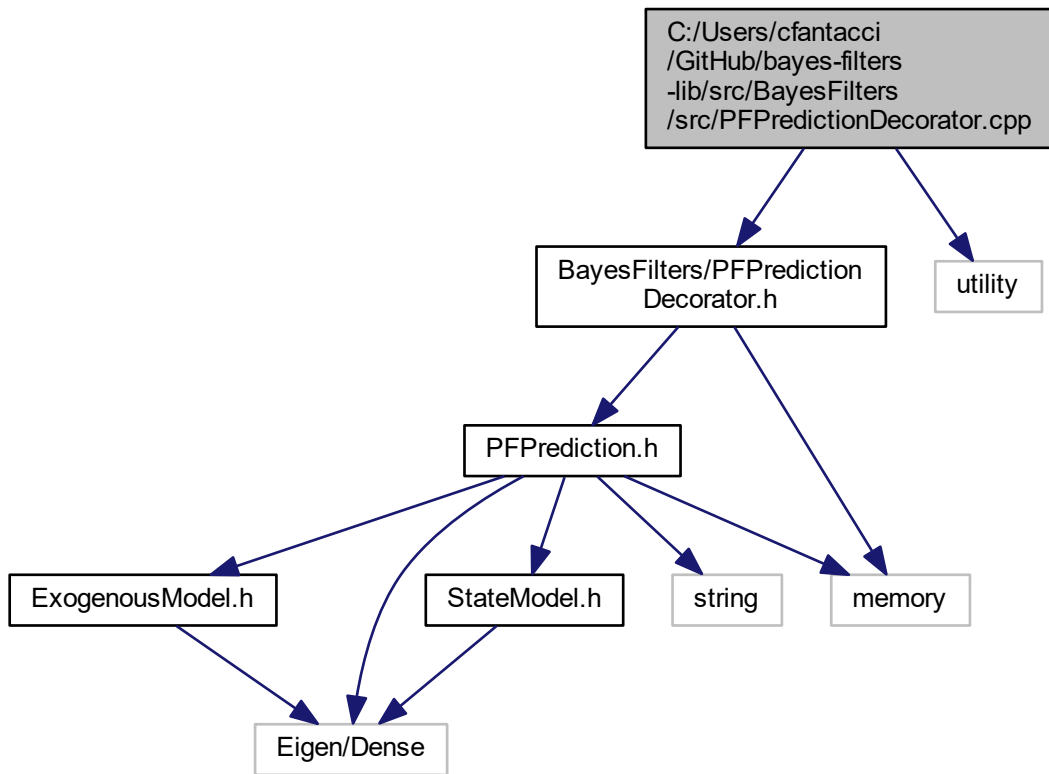 C:/Users/cfantacci
/GitHub/bayes-filters
-lib/src/BayesFilters
/src/PFPredictionDecorator.cpp
BayesFilters/PFPrediction
Decorator.h
utility
PFPrediction.h
ExogenousModel.h
StateModel.h
string
memory
Eigen/Dense